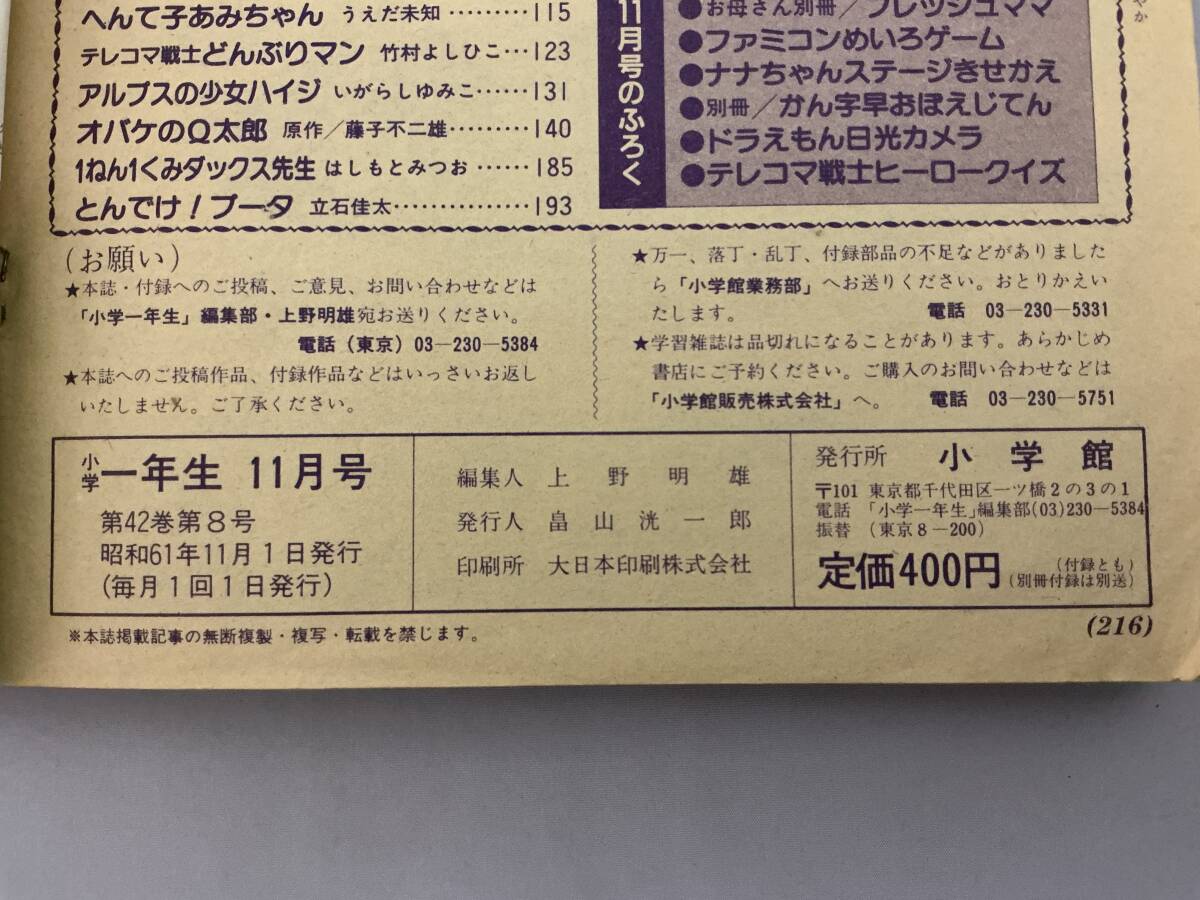 へんて子あみちゃん うえだ未知………115
テレコマ戦士どんぶりマン 竹村よしひこ…123
アルプスの少女ハイジ いがらしゆみこ……131
オバケのQ太郎 原作／藤子不二雄………140
1ねん1くみダックス先生 はしもとみつお……185
とんでけ！ブータ 立石佳太……………193
11月号のふろく
●お母さん別冊／フレッシュママ
●ファミコンめいろゲーム
●ナナちゃんステージきせかえ
●別冊／かん字早おぼえじてん
●ドラえもん日光カメラ
●テレコマ戦士ヒーロークイズ
やか
(お願い)
★本誌・付録へのご投稿、ご意見、お問い合わせなどは
「小学一年生」編集部・上野明雄宛お送りください。
電話（東京）03―230―5384
★本誌へのご投稿作品、付録作品などはいっさいお返し
いたしません。ご了承ください。
★万一、落丁・乱丁、付録部品の不足などがありました
ら「小学館業務部」へお送りください。おとりかえい
たします。 電話 03―230―5331
★学習雑誌は品切れになることがあります。あらかじめ
書店にご予約ください。ご購入のお問い合わせなどは
「小学館販売株式会社」へ。 電話 03―230―5751
小学一年生 11月号
第42巻第8号
昭和61年11月1日発行
(毎月1回1日発行)
編集人 上野明雄
発行人 畠山洸一郎
印刷所 大日本印刷株式会社
発行所 小学館
〒101 東京都千代田区一ツ橋2の3の1
電話 「小学一年生」編集部(03)230―5384
振替 (東京8―200)
定価400円 (付録とも)
(別冊付録は別送)
※本誌掲載記事の無断複製・複写・転載を禁じます。
(216)